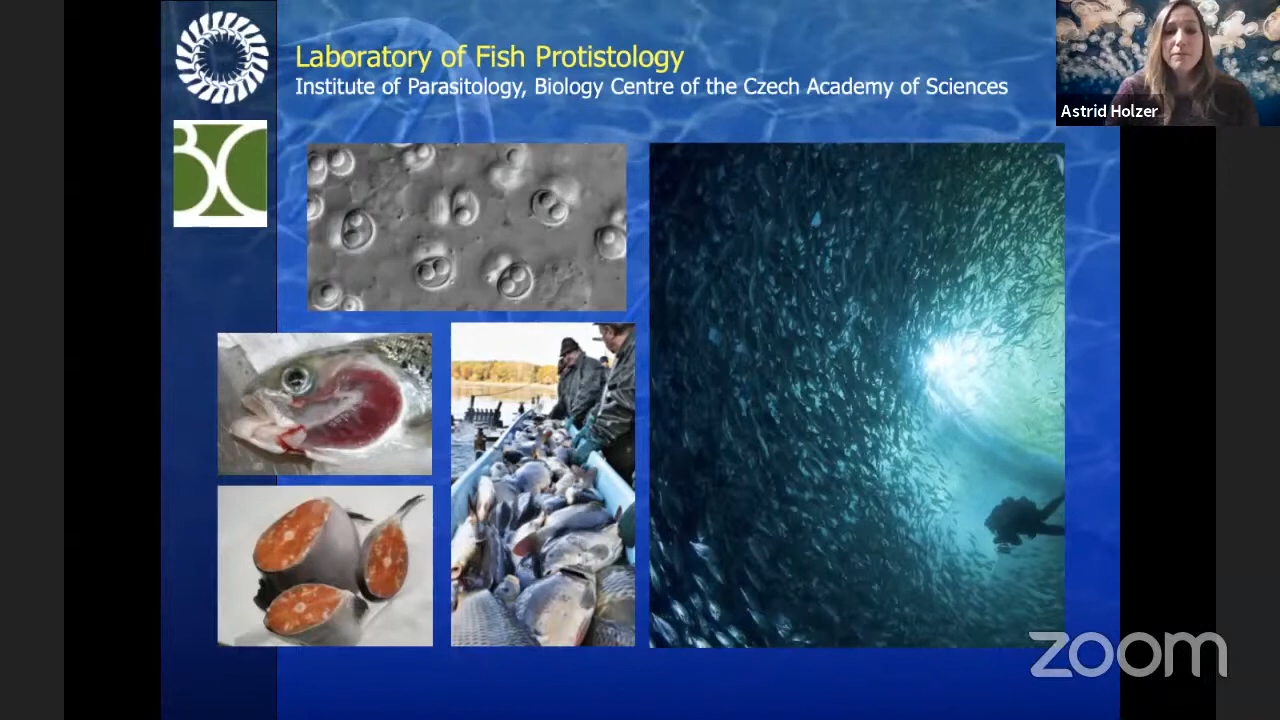 Laboratory of Fish Protistology
Institute of Parasitology, Biology Centre of the Czech Academy of Sciences
Astrid Holzer
zoom